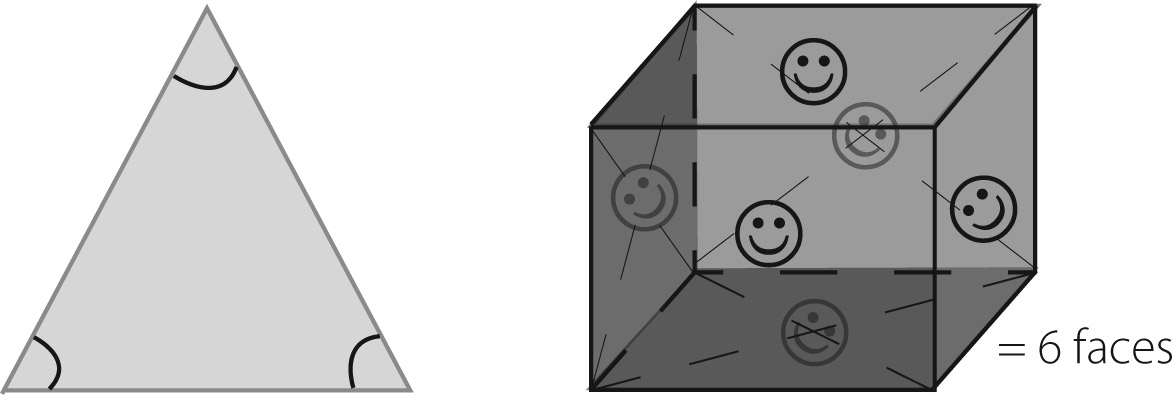 = 6 faces